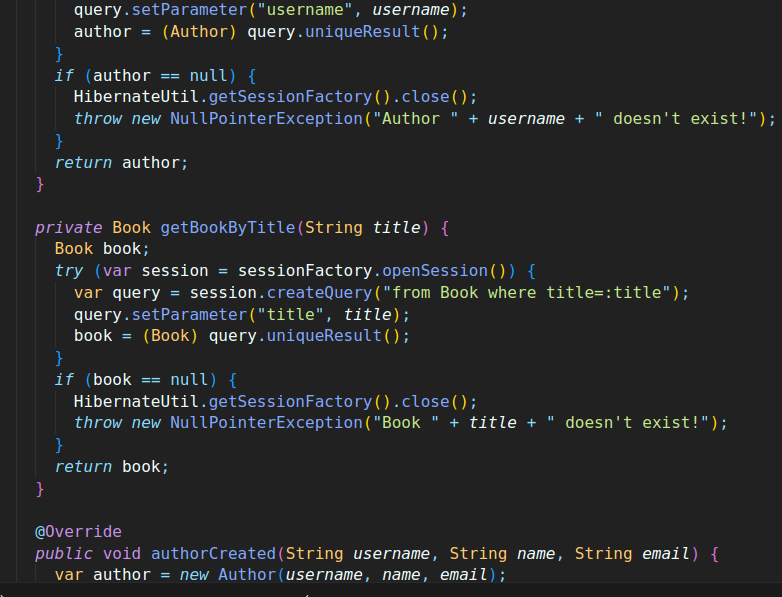 query.setParameter("username", username);
author = (Author) query.uniqueResult();
}
if (author == null) {
HibernateUtil.getSessionFactory().close();
throw new NullPointerException("Author " + username + " doesn't exist!");
}
return author;
}
private Book getBookByTitle(String title) {
Book book;
try (var session = sessionFactory.openSession()) {
var query = session.createQuery("from Book where title=:title");
query.setParameter("title", title);
book = (Book) query.uniqueResult();
}
if (book == null) {
HibernateUtil.getSessionFactory().close();
throw new NullPointerException("Book " + title + " doesn't exist!");
}
return book;
}
@Override
public void authorCreated(String username, String name, String email) {
var author = new Author(username, name, email);